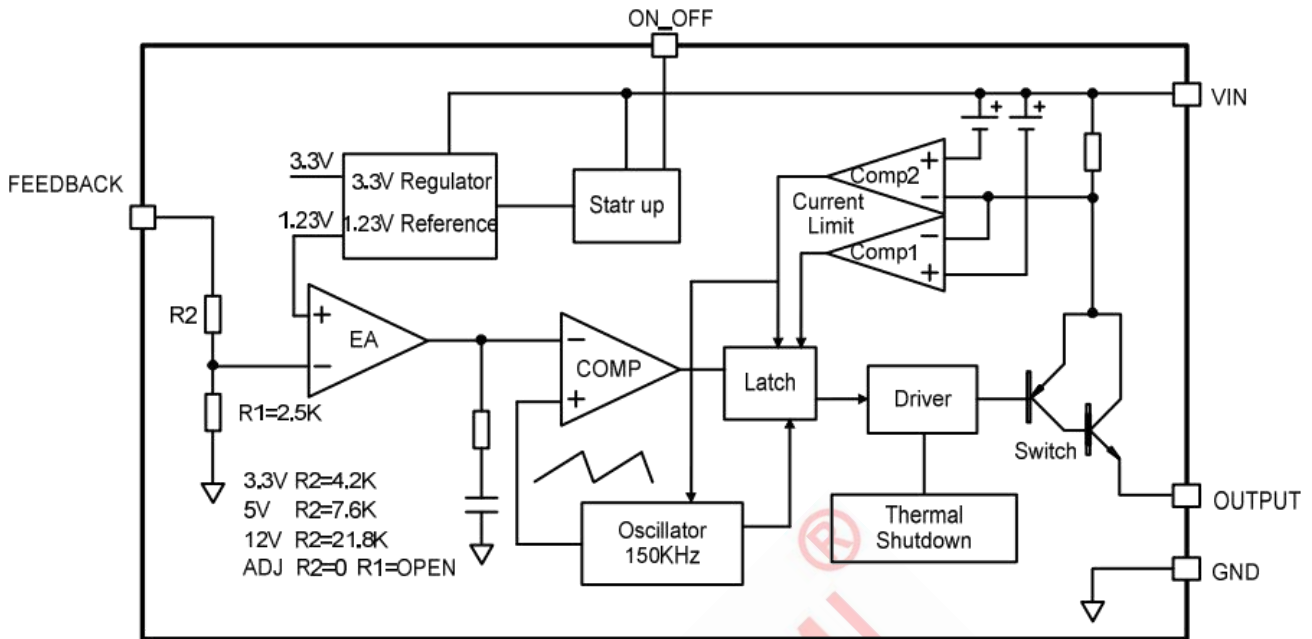 ON_OFF
VIN
FEEDBACK
3.3V
3.3V Regulator
1.23V
1.23V Reference
Statr up
+
+
+
Comp2
−
Current
Limit
−
Comp1
+
R2
+
EA
−
−
COMP
+
Latch
Driver
R1=2.5K
Switch
3.3V R2=4.2K
5V R2=7.6K
12V R2=21.8K
ADJ R2=0 R1=OPEN
Oscillator
150KHz
Thermal
Shutdown
OUTPUT
GND
®